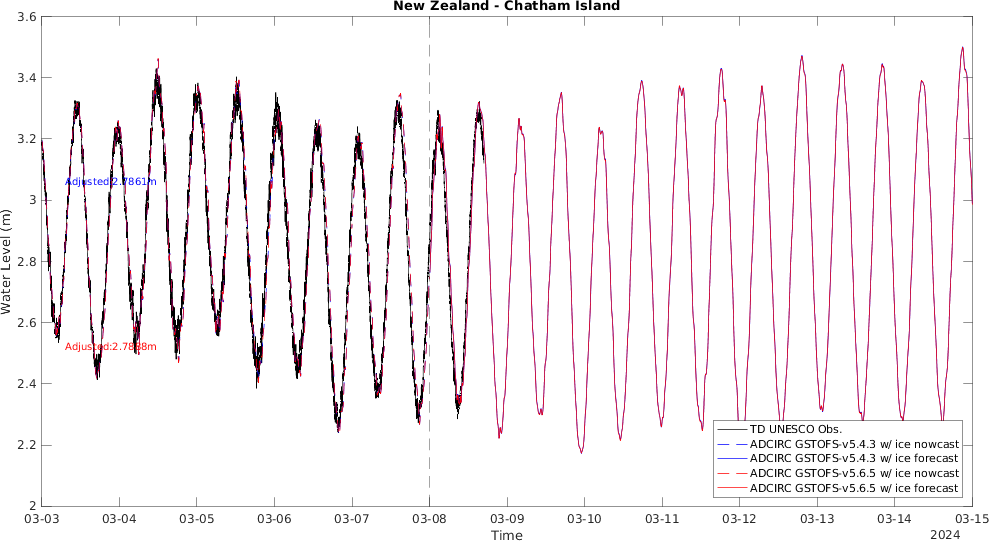 New Zealand - Chatham Island
3.6
3.4
3.2
3
2.8
2.6
2.4
2.2
2
Water Level (m)
Adjusted:2.7861m
Adjusted:2.7888m
TD UNESCO Obs.
ADCIRC GSTOFS-v5.4.3 w/ ice nowcast
ADCIRC GSTOFS-v5.4.3 w/ ice forecast
ADCIRC GSTOFS-v5.6.5 w/ ice nowcast
ADCIRC GSTOFS-v5.6.5 w/ ice forecast
03-03 03-04 03-05 03-06 03-07 03-08 03-09 03-10 03-11 03-12 03-13 03-14 03-15
Time
2024